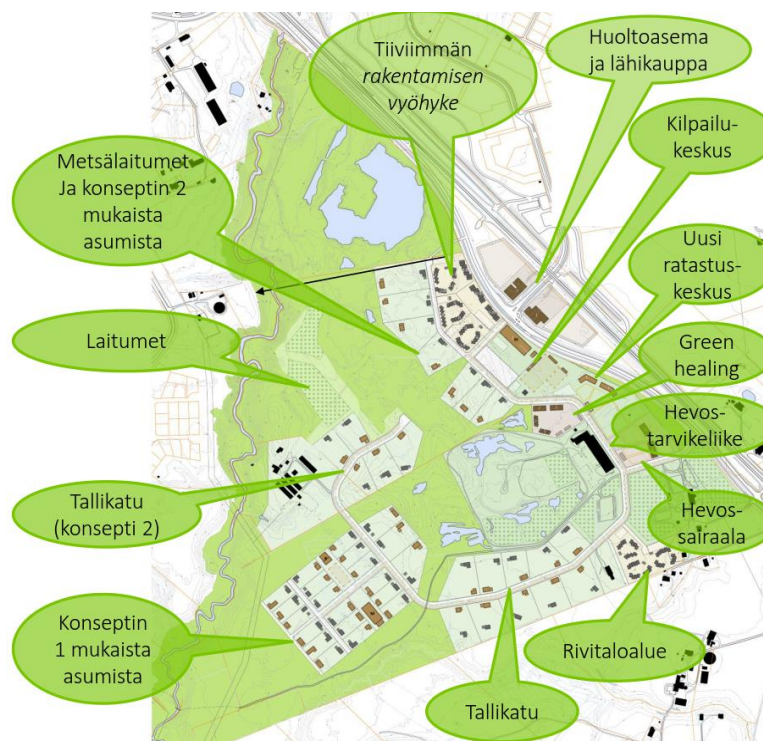 Tiiviimmän
rakentamisen
vyöhyke
Huoltoasema
ja lähikauppa
Kilpailu-
keskus
Metsälaitumet
Ja konseptin 2
mukaista
asumista
Uusi
ratastus-
keskus
Laitumet
Green
healing
Hevos-
tarvikeliike
Tallikatu
(konsepti 2)
Hevos-
sairaala
Konseptin
1 mukaista
asumista
Rivitaloalue
Tallikatu